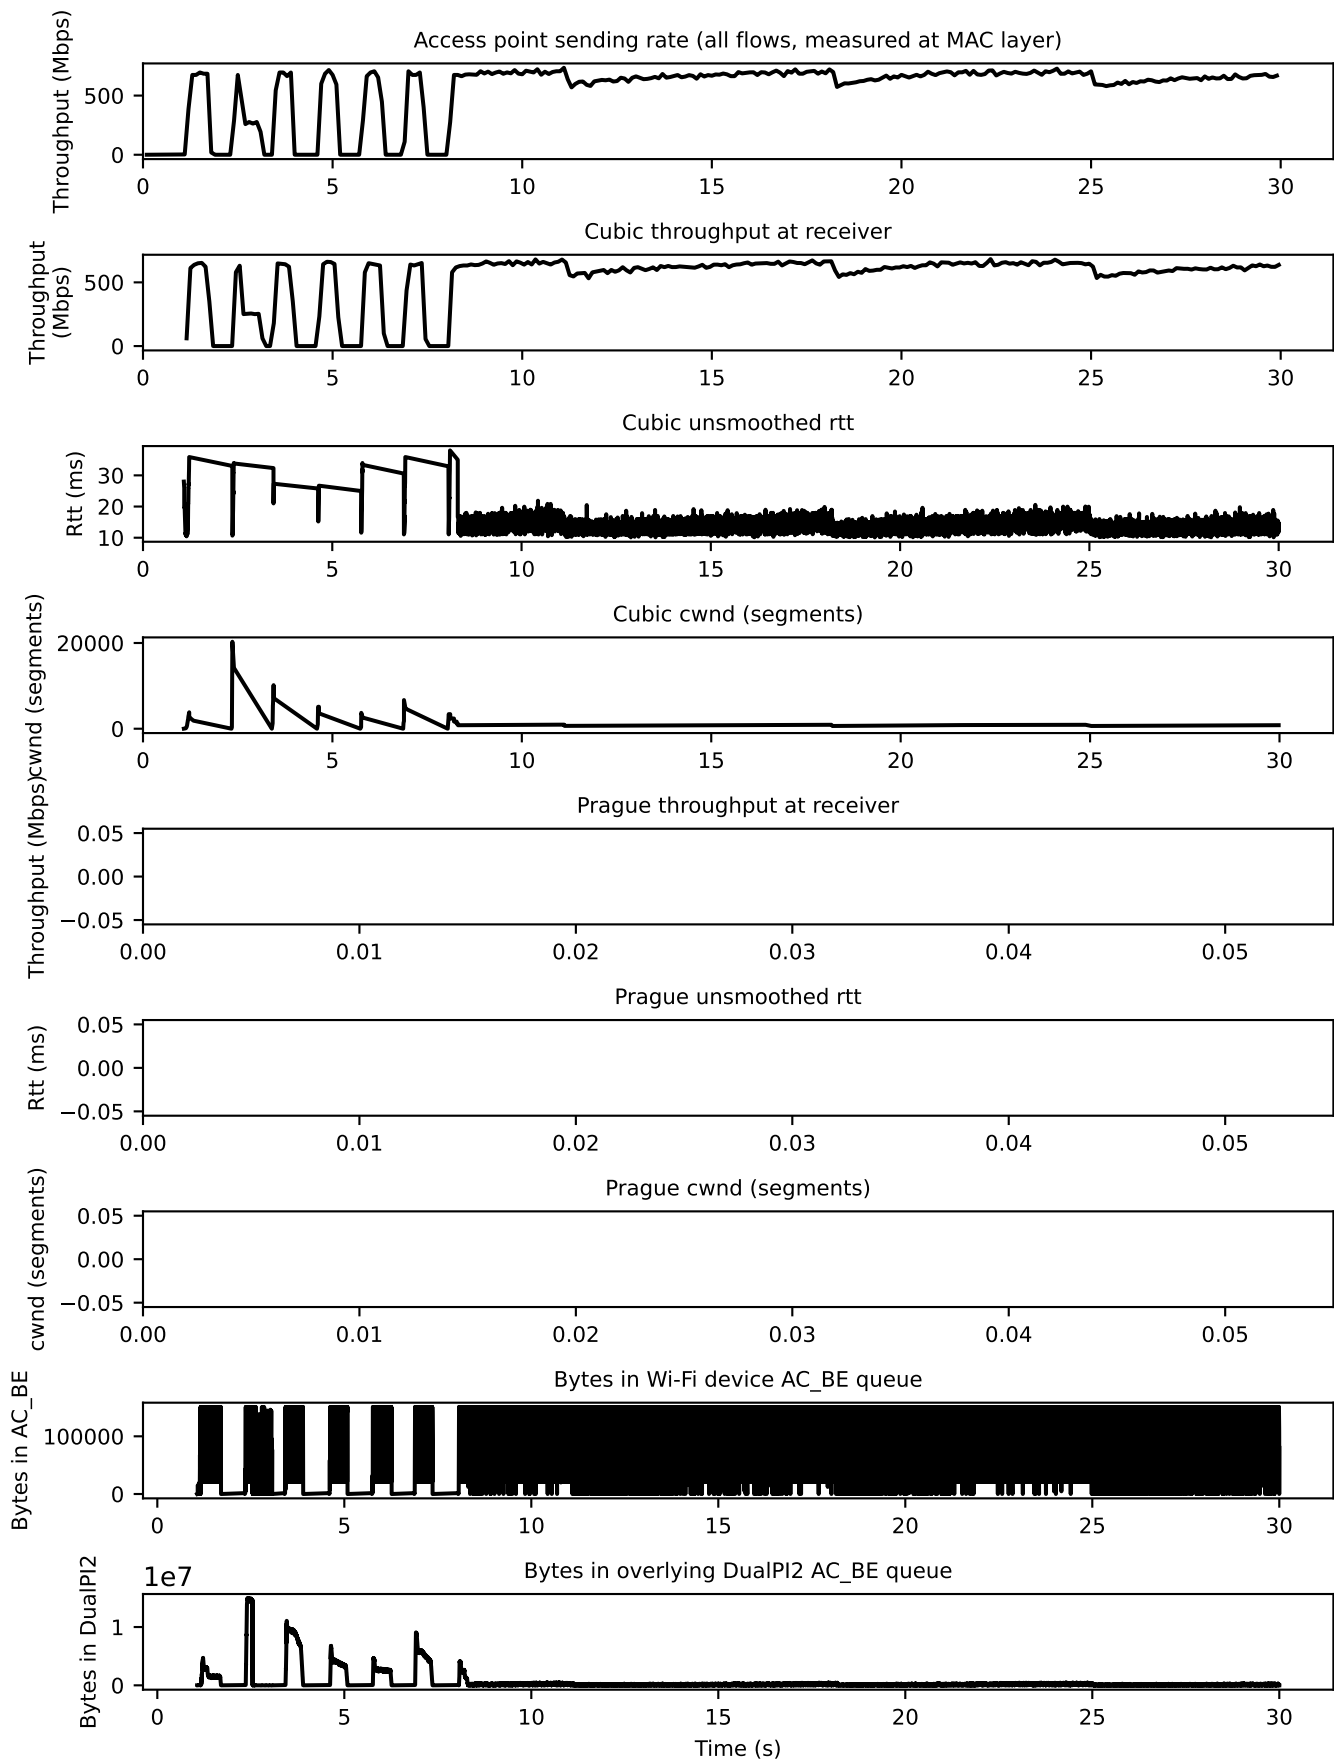 Access point sending rate (all flows, measured at MAC layer)
Throughput (Mbps)
500
0
0 5 10 15 20 25 30
Cubic throughput at receiver
Throughput
(Mbps)
500
0
0 5 10 15 20 25 30
Cubic unsmoothed rtt
Rtt (ms)
30
20
10
0 5 10 15 20 25 30
Cubic cwnd (segments)
cwnd (segments)
20000
0
0 5 10 15 20 25 30
Prague throughput at receiver
Throughput (Mbps)
0.05
0.00
−0.05
0.00 0.01 0.02 0.03 0.04 0.05
Prague unsmoothed rtt
Rtt (ms)
0.05
0.00
−0.05
0.00 0.01 0.02 0.03 0.04 0.05
Prague cwnd (segments)
cwnd (segments)
0.05
0.00
−0.05
0.00 0.01 0.02 0.03 0.04 0.05
Bytes in Wi-Fi device AC_BE queue
Bytes in AC_BE
100000
0
0 5 10 15 20 25 30
Bytes in overlying DualPI2 AC_BE queue
1e7
Bytes in DualPI2
1
0
0 5 10 15 20 25 30
Time (s)